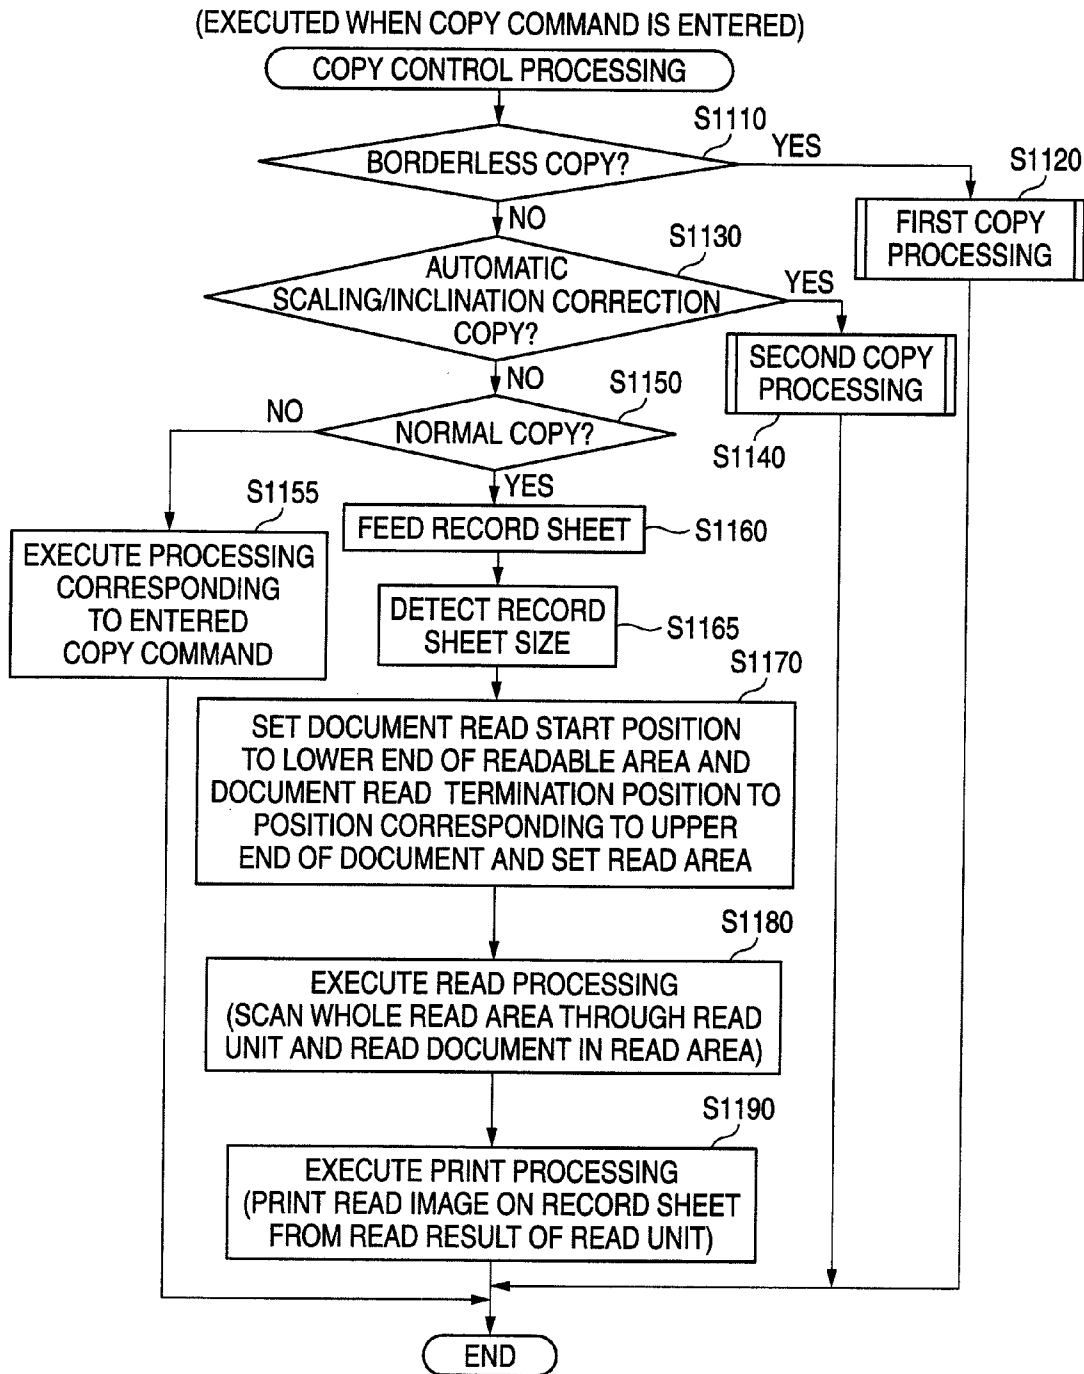 (EXECUTED WHEN COPY COMMAND IS ENTERED)
COPY CONTROL PROCESSING
S1110
BORDERLESS COPY?
YES
S1120
FIRST COPY
PROCESSING
NO
S1130
AUTOMATIC
SCALING/INCLINATION CORRECTION
COPY?
YES
SECOND COPY
PROCESSING
S1140
NO
S1150
NORMAL COPY?
NO
YES
S1155
EXECUTE PROCESSING
CORRESPONDING
TO ENTERED
COPY COMMAND
FEED RECORD SHEET
S1160
DETECT RECORD
SHEET SIZE
S1165
S1170
SET DOCUMENT READ START POSITION
TO LOWER END OF READABLE AREA AND
DOCUMENT READ TERMINATION POSITION TO
POSITION CORRESPONDING TO UPPER
END OF DOCUMENT AND SET READ AREA
S1180
EXECUTE READ PROCESSING
(SCAN WHOLE READ AREA THROUGH READ
UNIT AND READ DOCUMENT IN READ AREA)
S1190
EXECUTE PRINT PROCESSING
(PRINT READ IMAGE ON RECORD SHEET
FROM READ RESULT OF READ UNIT)
END